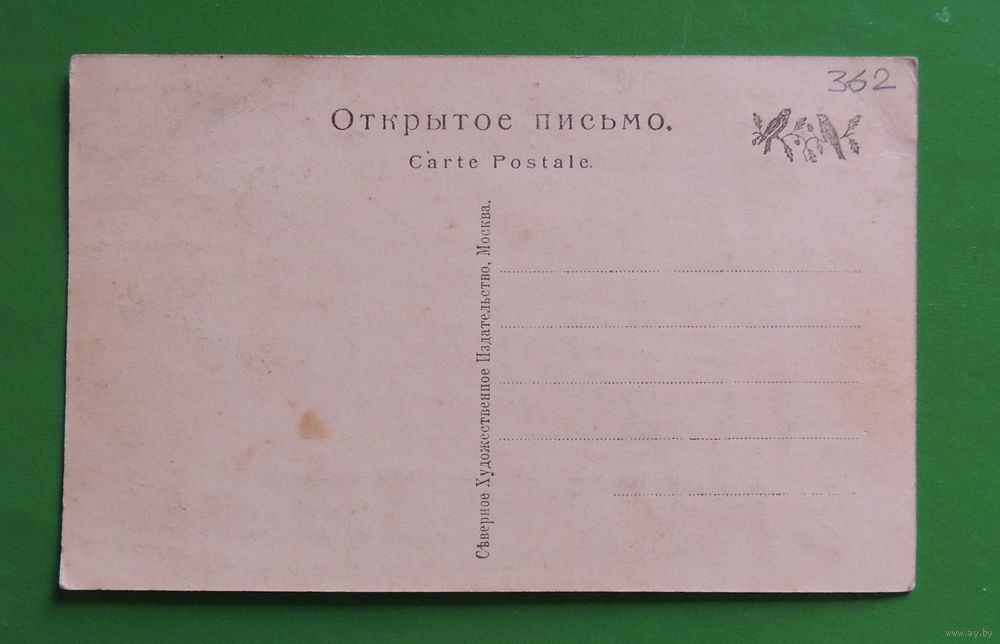 362
Открытое письмо.
Carte Postale.
Сѣверное Художественное Издательство, Москва.
www.ay.by